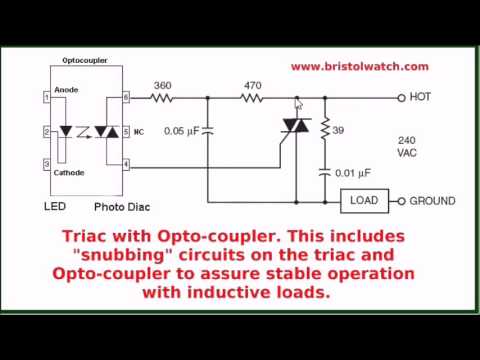 Optocoupler
www.bristolwatch.com
Anode
360
470
HOT
1
6
2
5
NC
0.05 µF
39
240
VAC
3
4
Cathode
0.01 µF
LED
Photo Diac
LOAD
GROUND
Triac with Opto-coupler. This includes
"snubbing" circuits on the triac and
Opto-coupler to assure stable operation
with inductive loads.